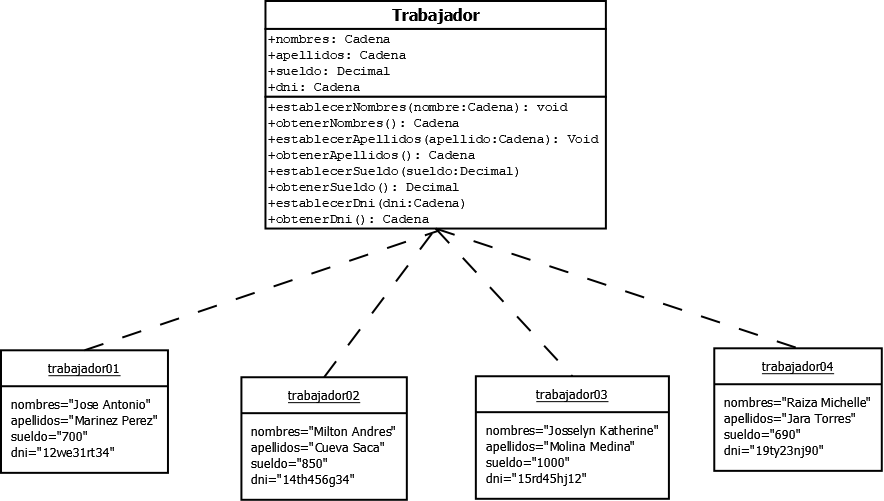 Trabajador
+nombres: Cadena
+apellidos: Cadena
+sueldo: Decimal
+dni: Cadena
+establecerNombres(nombre:Cadena): void
+obtenerNombres(): Cadena
+establecerApellidos(apellido:Cadena): Void
+obtenerApellidos(): Cadena
+establecerSueldo(sueldo:Decimal)
+obtenerSueldo(): Decimal
+establecerDni(dni:Cadena)
+obtenerDni(): Cadena
trabajador01
nombres="Jose Antonio"
apellidos="Marinez Perez"
sueldo="700"
dni="12we31rt34"
trabajador02
nombres="Milton Andres"
apellidos="Cueva Saca"
sueldo="850"
dni="14th456g34"
trabajador03
nombres="Josselyn Katherine"
apellidos="Molina Medina"
sueldo="1000"
dni="15rd45hj12"
trabajador04
nombres="Raiza Michelle"
apellidos="Jara Torres"
sueldo="690"
dni="19ty23nj90"